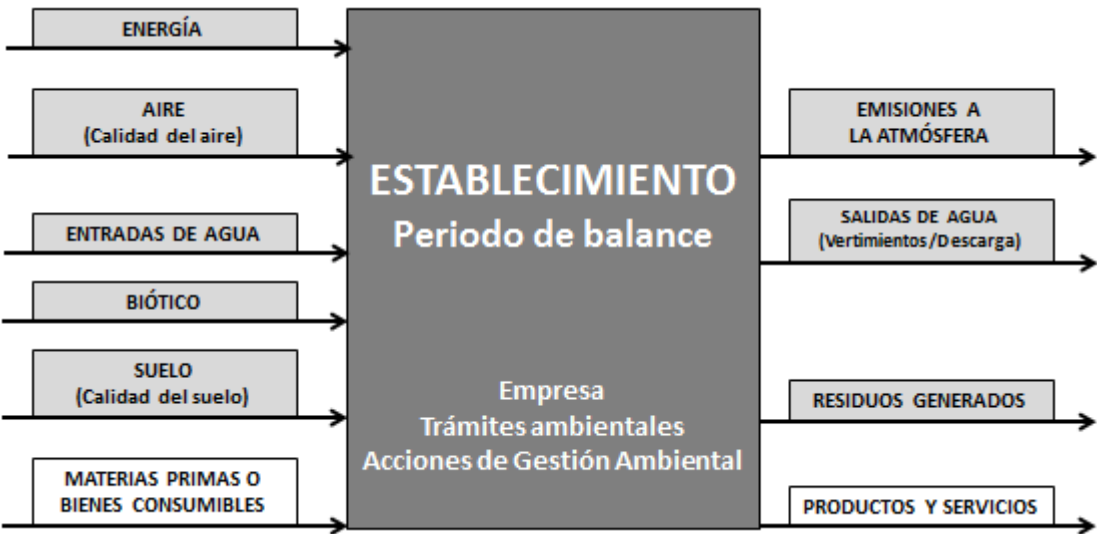 ENERGÍA
AIRE
(Calidad del aire)
ENTRADAS DE AGUA
BIÓTICO
SUELO
(Calidad del suelo)
MATERIAS PRIMAS O
BIENES CONSUMIBLES
ESTABLECIMIENTO
Periodo de balance
Empresa
Trámites ambientales
Acciones de Gestión Ambiental
EMISIONES A
LA ATMÓSFERA
SALIDAS DE AGUA
(Vertimientos/Descarga)
RESIDUOS GENERADOS
PRODUCTOS Y SERVICIOS